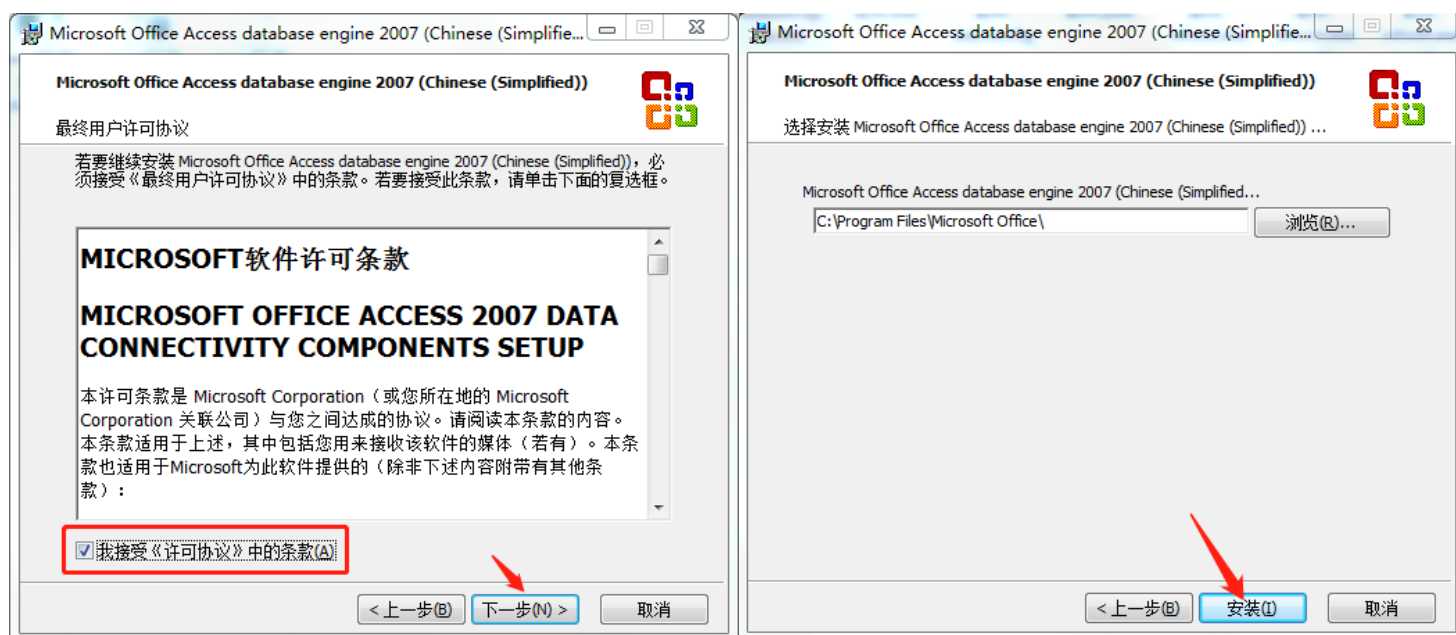 Microsoft Office Access database engine 2007 (Chinese (Simplifie...
Microsoft Office Access database engine 2007 (Chinese (Simplified))
最终用户许可协议
若要继续安装 Microsoft Office Access database engine 2007 (Chinese (Simplified))，必
须接受《最终用户许可协议》中的条款。若要接受此条款，请单击下面的复选框。
MICROSOFT软件许可条款
MICROSOFT OFFICE ACCESS 2007 DATA
CONNECTIVITY COMPONENTS SETUP
本许可条款是 Microsoft Corporation（或您所在地的 Microsoft
Corporation 关联公司）与您之间达成的协议。请阅读本条款的内容。
本条款适用于上述，其中包括您用来接收该软件的媒体（若有）。本条
款也适用于Microsoft为此软件提供的（除非下述内容附带有其他条
款）：
我接受《许可协议》中的条款(A)
<上一步(B) 下一步(N) > 取消
Microsoft Office Access database engine 2007 (Chinese (Simplifie...
Microsoft Office Access database engine 2007 (Chinese (Simplified))
选择安装 Microsoft Office Access database engine 2007 (Chinese (Simplified)) ...
Microsoft Office Access database engine 2007 (Chinese (Simplified...
C:\Program Files\Microsoft Office\
浏览(R)...
<上一步(B) 安装(I) 取消